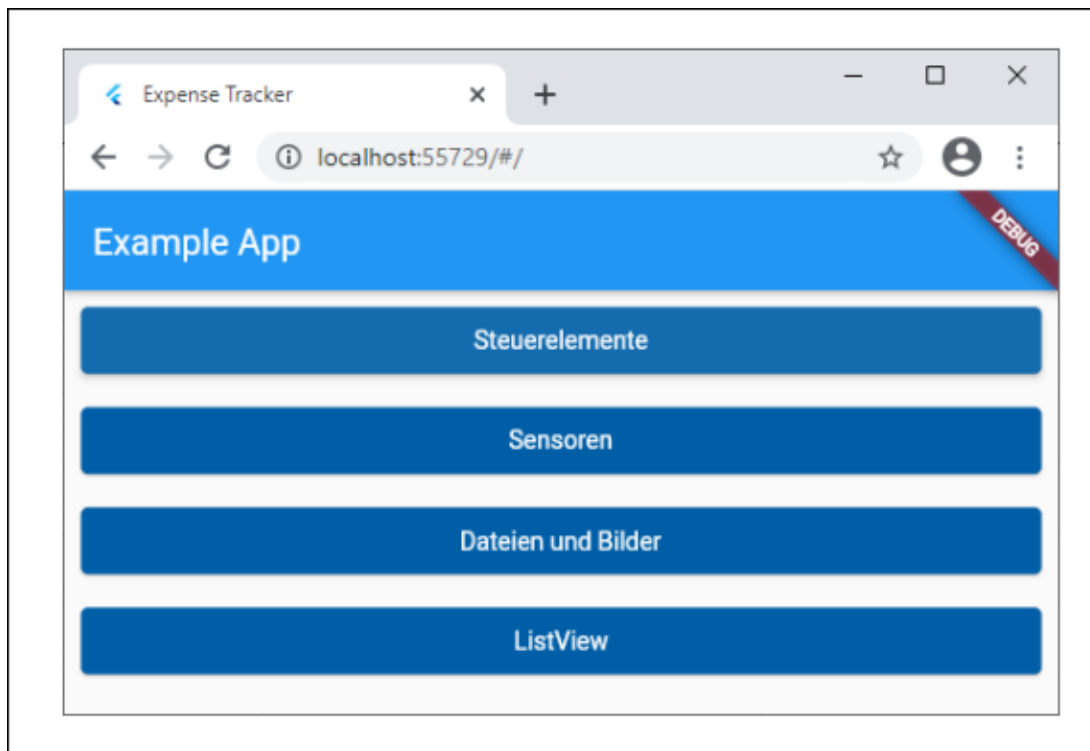 Expense Tracker
localhost:55729/#/
Example App
DEBUG
Steuerelemente
Sensoren
Dateien und Bilder
ListView